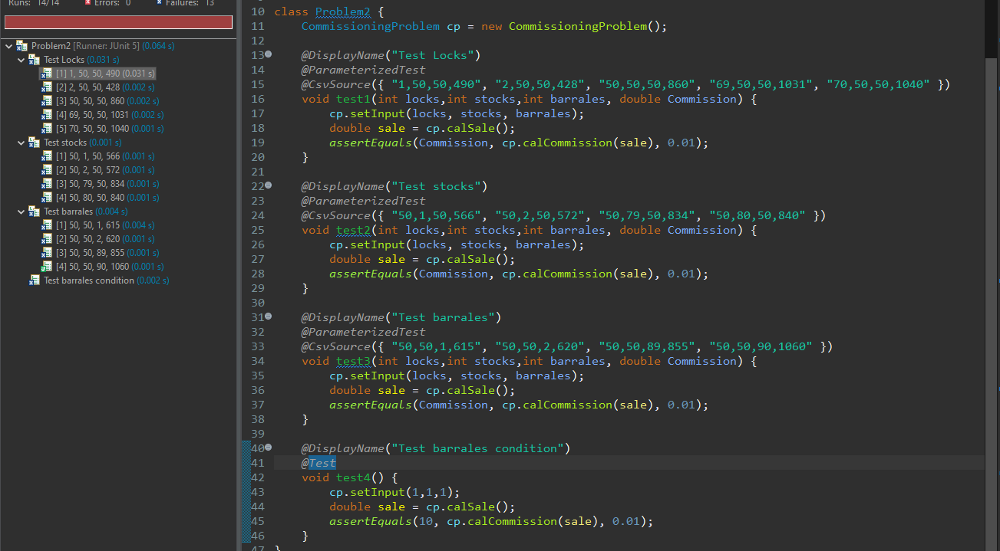 Runs: 14/14 Errors: 0 Failures: 13
Problem2 [Runner: JUnit 5] (0.064 s)
Test Locks (0.031 s)
[1] 1, 50, 50, 490 (0.031 s)
[2] 2, 50, 50, 428 (0.002 s)
[3] 50, 50, 50, 860 (0.002 s)
[4] 69, 50, 50, 1031 (0.002 s)
[5] 70, 50, 50, 1040 (0.001 s)
Test stocks (0.001 s)
[1] 50, 1, 50, 566 (0.001 s)
[2] 50, 2, 50, 572 (0.001 s)
[3] 50, 79, 50, 834 (0.001 s)
[4] 50, 80, 50, 840 (0.001 s)
Test barrales (0.004 s)
[1] 50, 50, 1, 615 (0.004 s)
[2] 50, 50, 2, 620 (0.001 s)
[3] 50, 50, 89, 855 (0.001 s)
[4] 50, 50, 90, 1060 (0.001 s)
Test barrales condition (0.002 s)
10 class Problem2 {
11 CommissioningProblem cp = new CommissioningProblem();
12
13 @DisplayName("Test Locks")
14 @ParameterizedTest
15 @CsvSource({ "1,50,50,490", "2,50,50,428", "50,50,50,860", "69,50,50,1031", "70,50,50,1040" })
16 void test1(int locks,int stocks,int barrales, double Commission) {
17 cp.setInput(locks, stocks, barrales);
18 double sale = cp.calSale();
19 assertEquals(Commission, cp.calCommission(sale), 0.01);
20 }
21
22 @DisplayName("Test stocks")
23 @ParameterizedTest
24 @CsvSource({ "50,1,50,566", "50,2,50,572", "50,79,50,834", "50,80,50,840" })
25 void test2(int locks,int stocks,int barrales, double Commission) {
26 cp.setInput(locks, stocks, barrales);
27 double sale = cp.calSale();
28 assertEquals(Commission, cp.calCommission(sale), 0.01);
29 }
30
31 @DisplayName("Test barrales")
32 @ParameterizedTest
33 @CsvSource({ "50,50,1,615", "50,50,2,620", "50,50,89,855", "50,50,90,1060" })
34 void test3(int locks,int stocks,int barrales, double Commission) {
35 cp.setInput(locks, stocks, barrales);
36 double sale = cp.calSale();
37 assertEquals(Commission, cp.calCommission(sale), 0.01);
38 }
39
40 @DisplayName("Test barrales condition")
41 @Test
42 void test4() {
43 cp.setInput(1,1,1);
44 double sale = cp.calSale();
45 assertEquals(10, cp.calCommission(sale), 0.01);
46 }
47 }